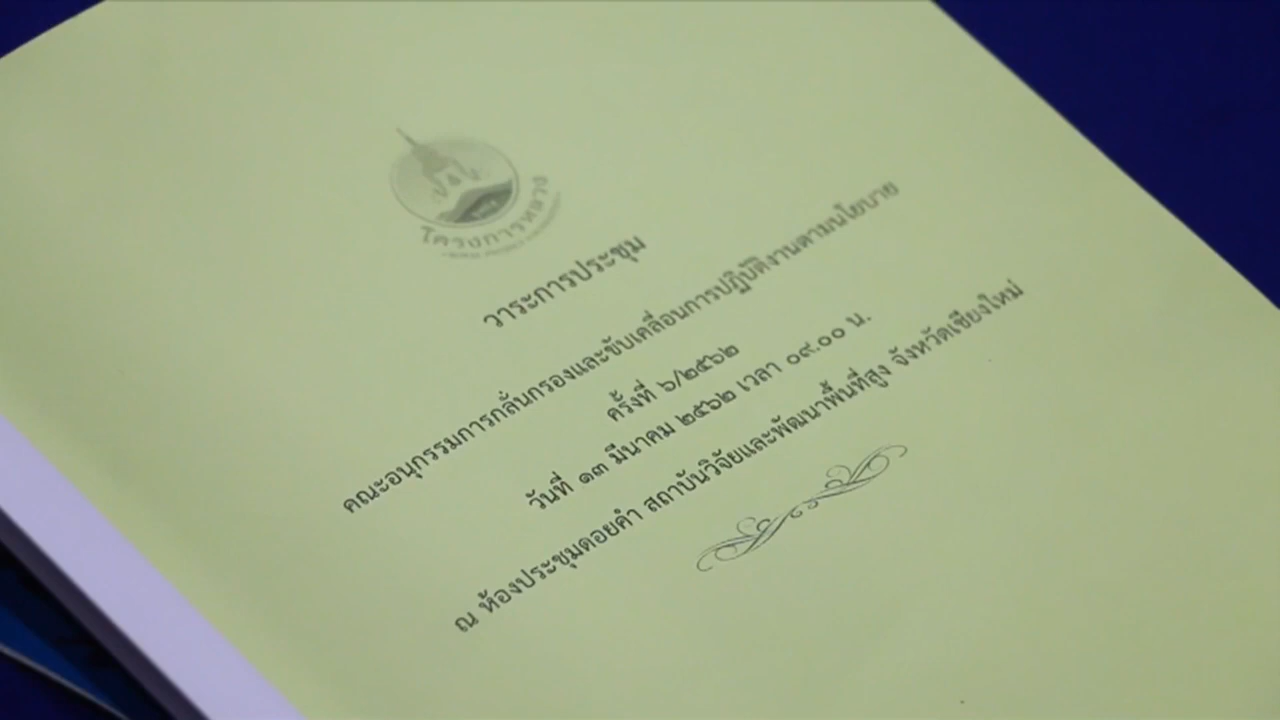 โครงการหลวง
วาระการประชุม
คณะอนุกรรมการกลั่นกรองและขับเคลื่อนการปฏิบัติงานตามนโยบาย
ครั้งที่ ๖/๒๕๖๒
วันที่ ๑๓ มีนาคม ๒๕๖๒ เวลา ๐๙.๐๐ น.
ณ ห้องประชุมดอยคำ สถาบันวิจัยและพัฒนาพื้นที่สูง จังหวัดเชียงใหม่